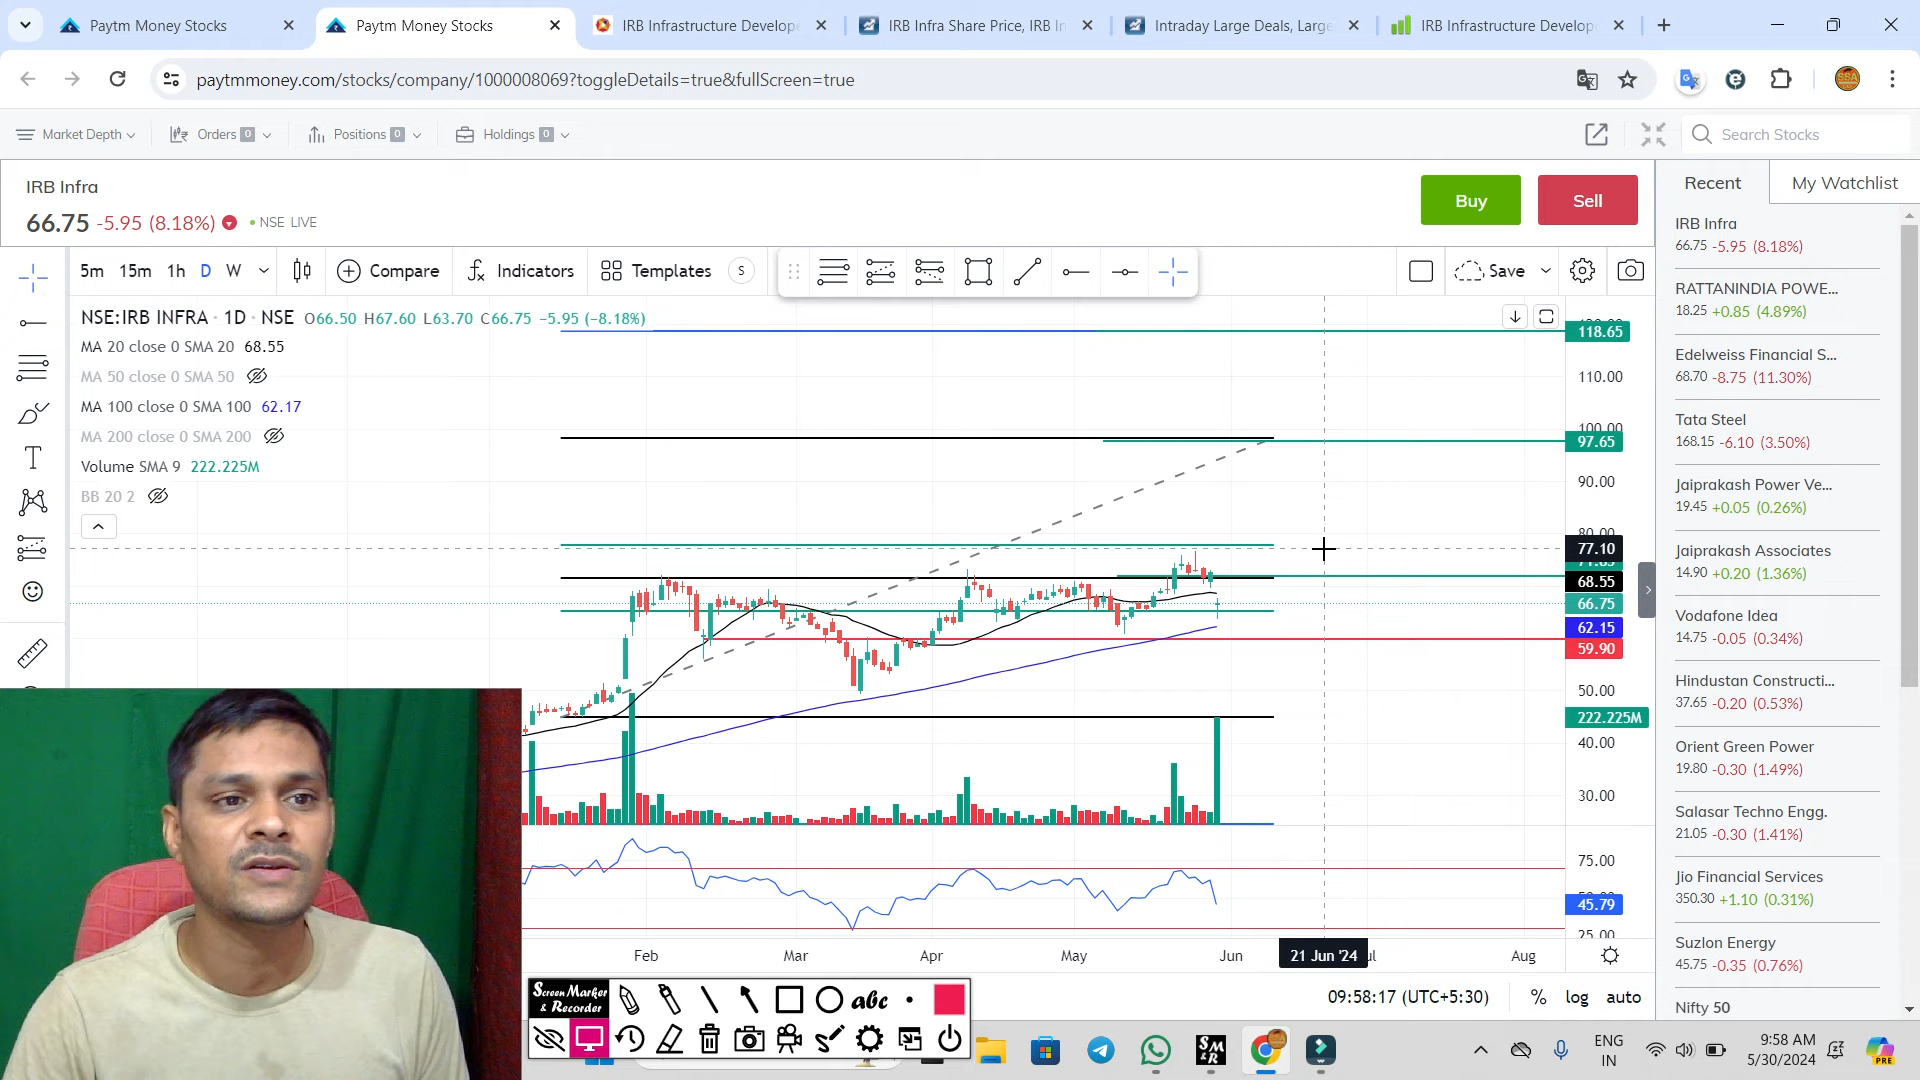 Paytm Money Stocks
Paytm Money Stocks
IRB Infrastructure Develope
IRB Infra Share Price, IRB In
Intraday Large Deals, Large
IRB Infrastructure Develop
paytmmoney.com/stocks/company/1000008069?toggleDetails=true&fullScreen=true
Market Depth
Orders 0
Positions 0
Holdings 0
Search Stocks
IRB Infra
66.75 -5.95 (8.18%) NSE LIVE
Buy
Sell
Recent
My Watchlist
5m 15m 1h D W
Compare
Indicators
Templates
S
Save
NSE:IRB INFRA · 1D · NSE O66.50 H67.60 L63.70 C66.75 -5.95 (-8.18%)
MA 20 close 0 SMA 20 68.55
MA 50 close 0 SMA 50
MA 100 close 0 SMA 100 62.17
MA 200 close 0 SMA 200
Volume SMA 9 222.225M
BB 20 2
118.65
110.00
100.00
97.65
90.00
80.00
77.10
68.55
66.75
62.15
59.90
50.00
222.225M
40.00
30.00
75.00
45.79
25.00
Feb
Mar
Apr
May
Jun
21 Jun '24
Aug
09:58:17 (UTC+5:30)
% log auto
IRB Infra
66.75 -5.95 (8.18%)
RATTANINDIA POWE...
18.25 +0.85 (4.89%)
Edelweiss Financial S...
68.70 -8.75 (11.30%)
Tata Steel
168.15 -6.10 (3.50%)
Jaiprakash Power Ve...
19.45 +0.05 (0.26%)
Jaiprakash Associates
14.90 +0.20 (1.36%)
Vodafone Idea
14.75 -0.05 (0.34%)
Hindustan Constructi...
37.65 -0.20 (0.53%)
Orient Green Power
19.80 -0.30 (1.49%)
Salasar Techno Engg.
21.05 -0.30 (1.41%)
Jio Financial Services
350.30 +1.10 (0.31%)
Suzlon Energy
45.75 -0.35 (0.76%)
Nifty 50
Screen Marker
& Recorder
abc
SM
&R
ENG
IN
9:58 AM
5/30/2024
PRE